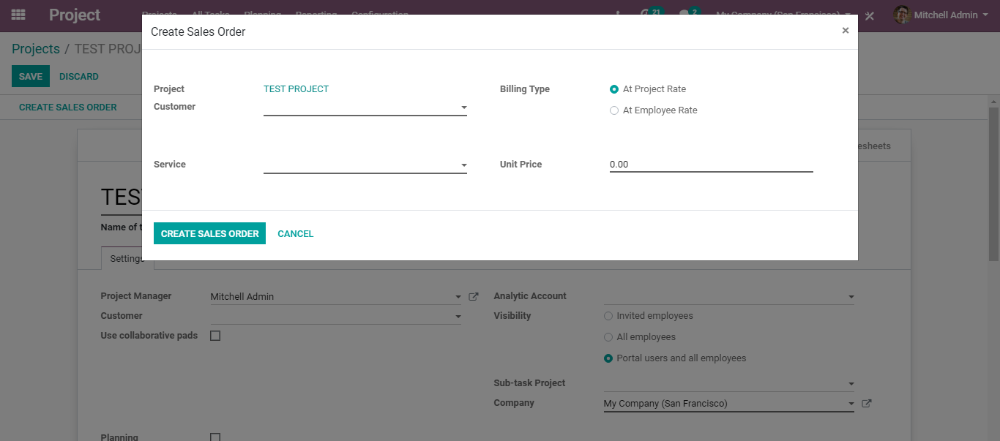 Project
Projects All Tasks Planning Reporting Configuration
21 2 My Company (San Francisco) Mitchell Admin
Create Sales Order
×
Projects / TEST PROJ
SAVE DISCARD
CREATE SALES ORDER
Project TEST PROJECT
Customer
Billing Type At Project Rate
At Employee Rate
Service
Unit Price 0.00
CREATE SALES ORDER CANCEL
esheets
TES
Name of t
Settings
Project Manager Mitchell Admin
Customer
Use collaborative pads
Planning
Analytic Account
Visibility Invited employees
All employees
Portal users and all employees
Sub-task Project
Company My Company (San Francisco)